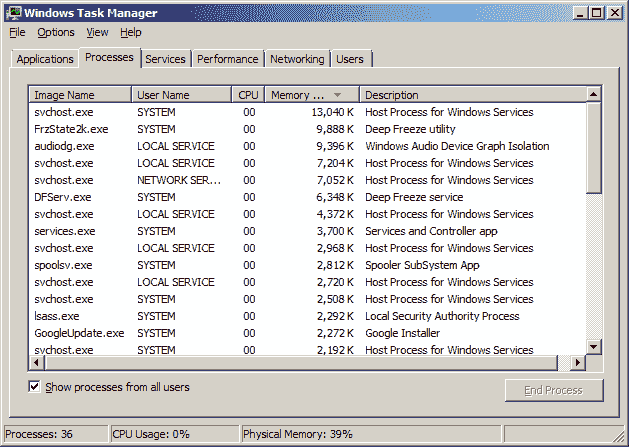 Windows Task Manager
File Options View Help
Applications Processes Services Performance Networking Users
Image Name User Name CPU Memory ... Description
svchost.exe SYSTEM 00 13,040 K Host Process for Windows Services
FrzState2k.exe SYSTEM 00 9,888 K Deep Freeze utility
audiodg.exe LOCAL SERVICE 00 9,396 K Windows Audio Device Graph Isolation
svchost.exe LOCAL SERVICE 00 7,204 K Host Process for Windows Services
svchost.exe NETWORK SER... 00 7,052 K Host Process for Windows Services
DFServ.exe SYSTEM 00 6,348 K Deep Freeze service
svchost.exe LOCAL SERVICE 00 4,372 K Host Process for Windows Services
services.exe SYSTEM 00 3,700 K Services and Controller app
svchost.exe LOCAL SERVICE 00 2,968 K Host Process for Windows Services
spoolsv.exe SYSTEM 00 2,812 K Spooler SubSystem App
svchost.exe LOCAL SERVICE 00 2,720 K Host Process for Windows Services
svchost.exe SYSTEM 00 2,508 K Host Process for Windows Services
lsass.exe SYSTEM 00 2,292 K Local Security Authority Process
GoogleUpdate.exe SYSTEM 00 2,272 K Google Installer
svchost.exe SYSTEM 00 2,192 K Host Process for Windows Services
Show processes from all users
End Process
Processes: 36 CPU Usage: 0% Physical Memory: 39%